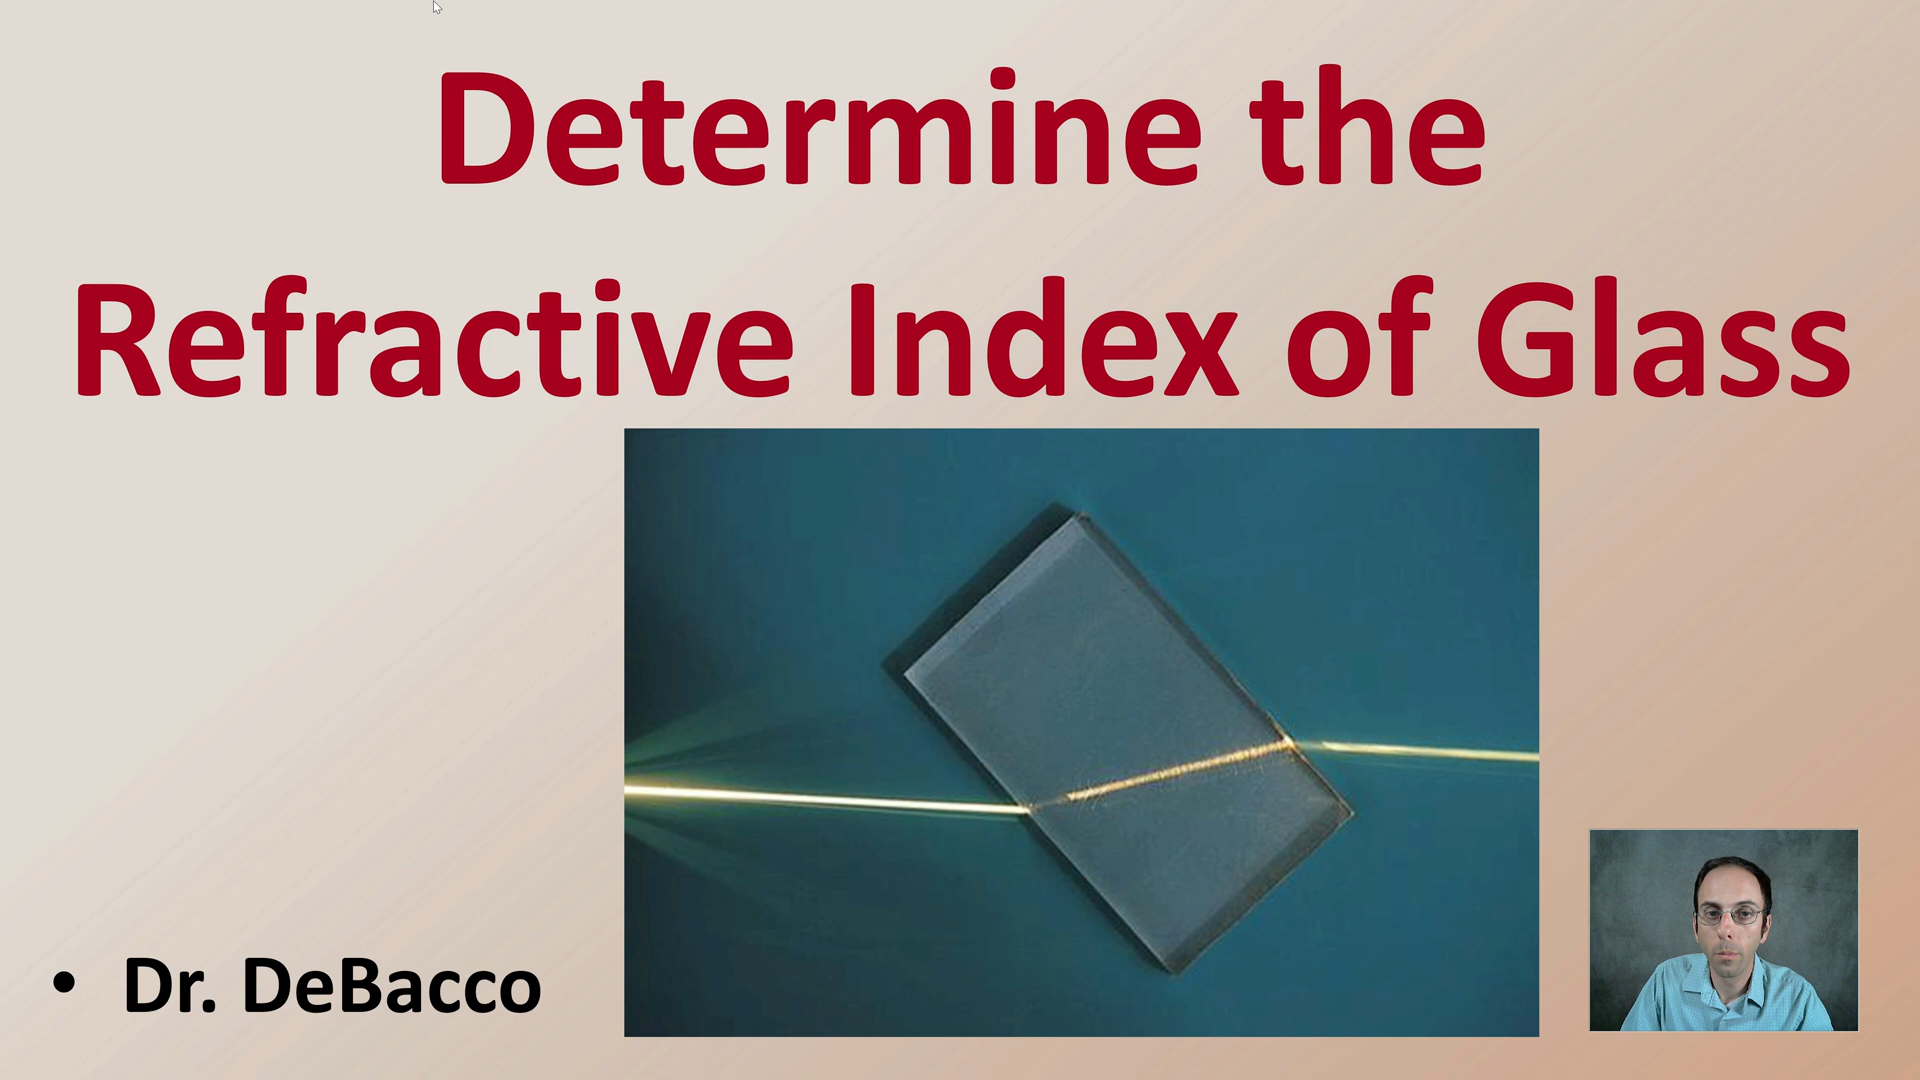 Determine the
Refractive Index of Glass
• Dr. DeBacco